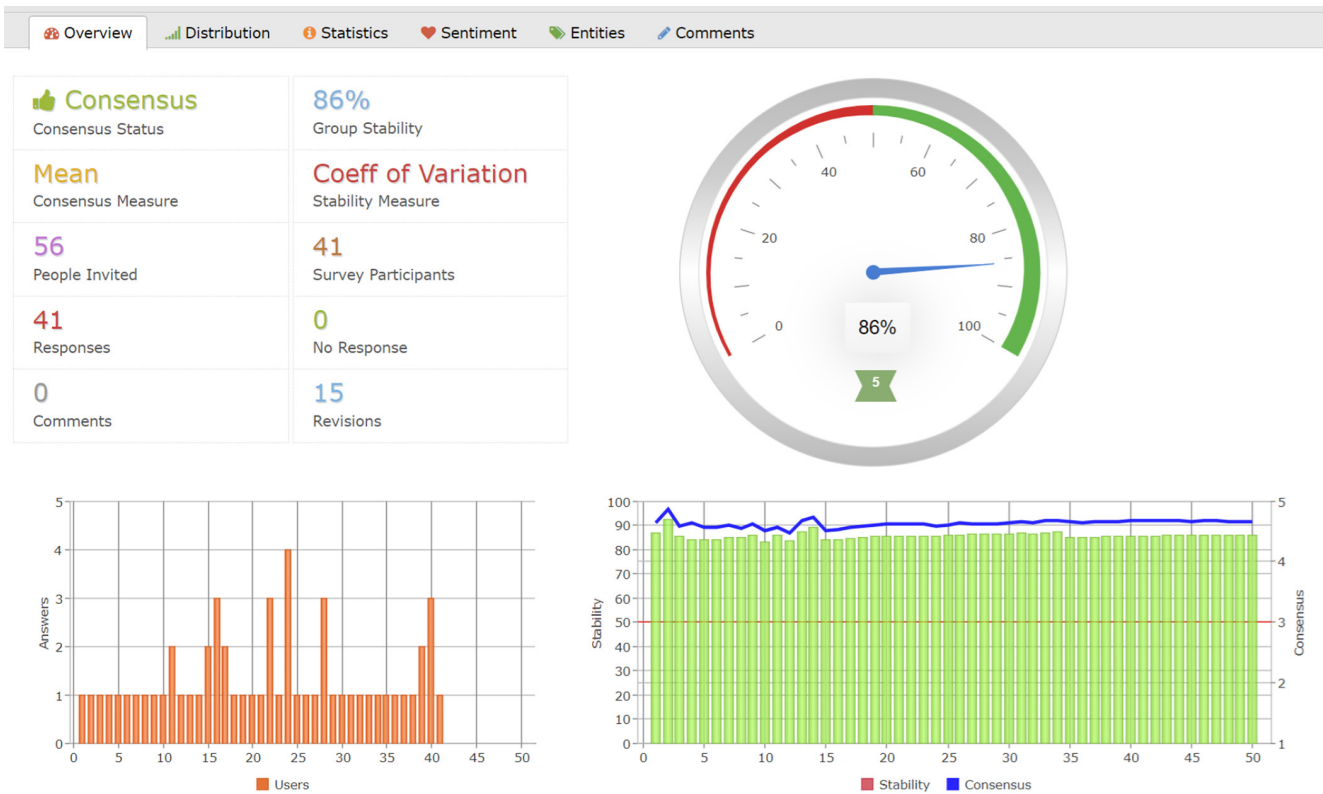 Overview Distribution Statistics Sentiment Entities Comments
Consensus
Consensus Status
86%
Group Stability
Mean
Consensus Measure
Coeff of Variation
Stability Measure
56
People Invited
41
Survey Participants
41
Responses
0
No Response
0
Comments
15
Revisions
0
20
40
60
80
100
86%
5
5
4
3
2
1
0
Answers
0 5 10 15 20 25 30 35 40 45 50
Users
100
90
80
70
60
50
40
30
20
10
0
Stability
5
4
3
2
1
Consensus
0 5 10 15 20 25 30 35 40 45 50
Stability Consensus